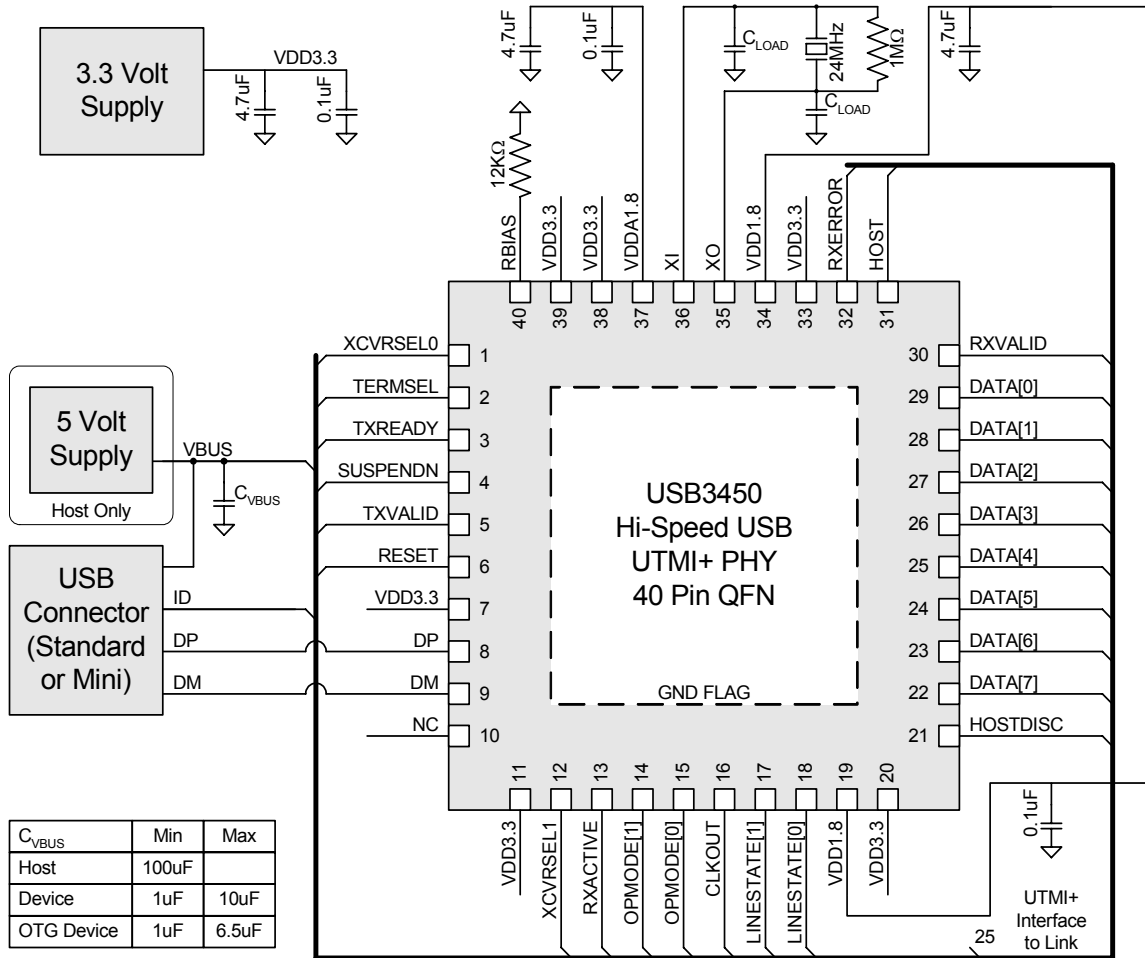 3.3 Volt
Supply
VDD3.3
4.7uF
0.1uF
4.7uF
0.1uF
C_LOAD
24MHz
1MΩ
C_LOAD
4.7uF
12KΩ
RBIAS
VDD3.3
VDD3.3
VDDA1.8
XI
XO
VDD1.8
VDD3.3
RXERROR
HOST
40
39
38
37
36
35
34
33
32
31
XCVRSEL0
1
TERMSEL
2
TXREADY
3
SUSPENDN
4
TXVALID
5
RESET
6
VDD3.3
7
DP
8
DM
9
NC
10
5 Volt
Supply
Host Only
VBUS
C_VBUS
USB
Connector
(Standard
or Mini)
ID
DP
DM
USB3450
Hi-Speed USB
UTMI+ PHY
40 Pin QFN
GND FLAG
30
RXVALID
29
DATA[0]
28
DATA[1]
27
DATA[2]
26
DATA[3]
25
DATA[4]
24
DATA[5]
23
DATA[6]
22
DATA[7]
21
HOSTDISC
11
12
13
14
15
16
17
18
19
20
VDD3.3
XCVRSEL1
RXACTIVE
OPMODE[1]
OPMODE[0]
CLKOUT
LINESTATE[1]
LINESTATE[0]
VDD1.8
VDD3.3
0.1uF
25
UTMI+
Interface
to Link
C_VBUS Min Max
Host 100uF
Device 1uF 10uF
OTG Device 1uF 6.5uF